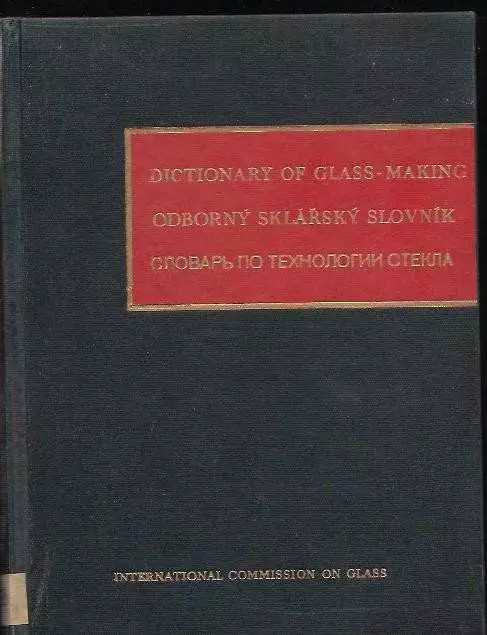 DICTIONARY OF GLASS-MAKING
ODBORNÝ SKLÁŘSKÝ SLOVNÍK
СЛОВАРЬ ПО ТЕХНОЛОГИИ СТЕКЛА
INTERNATIONAL COMMISSION ON GLASS